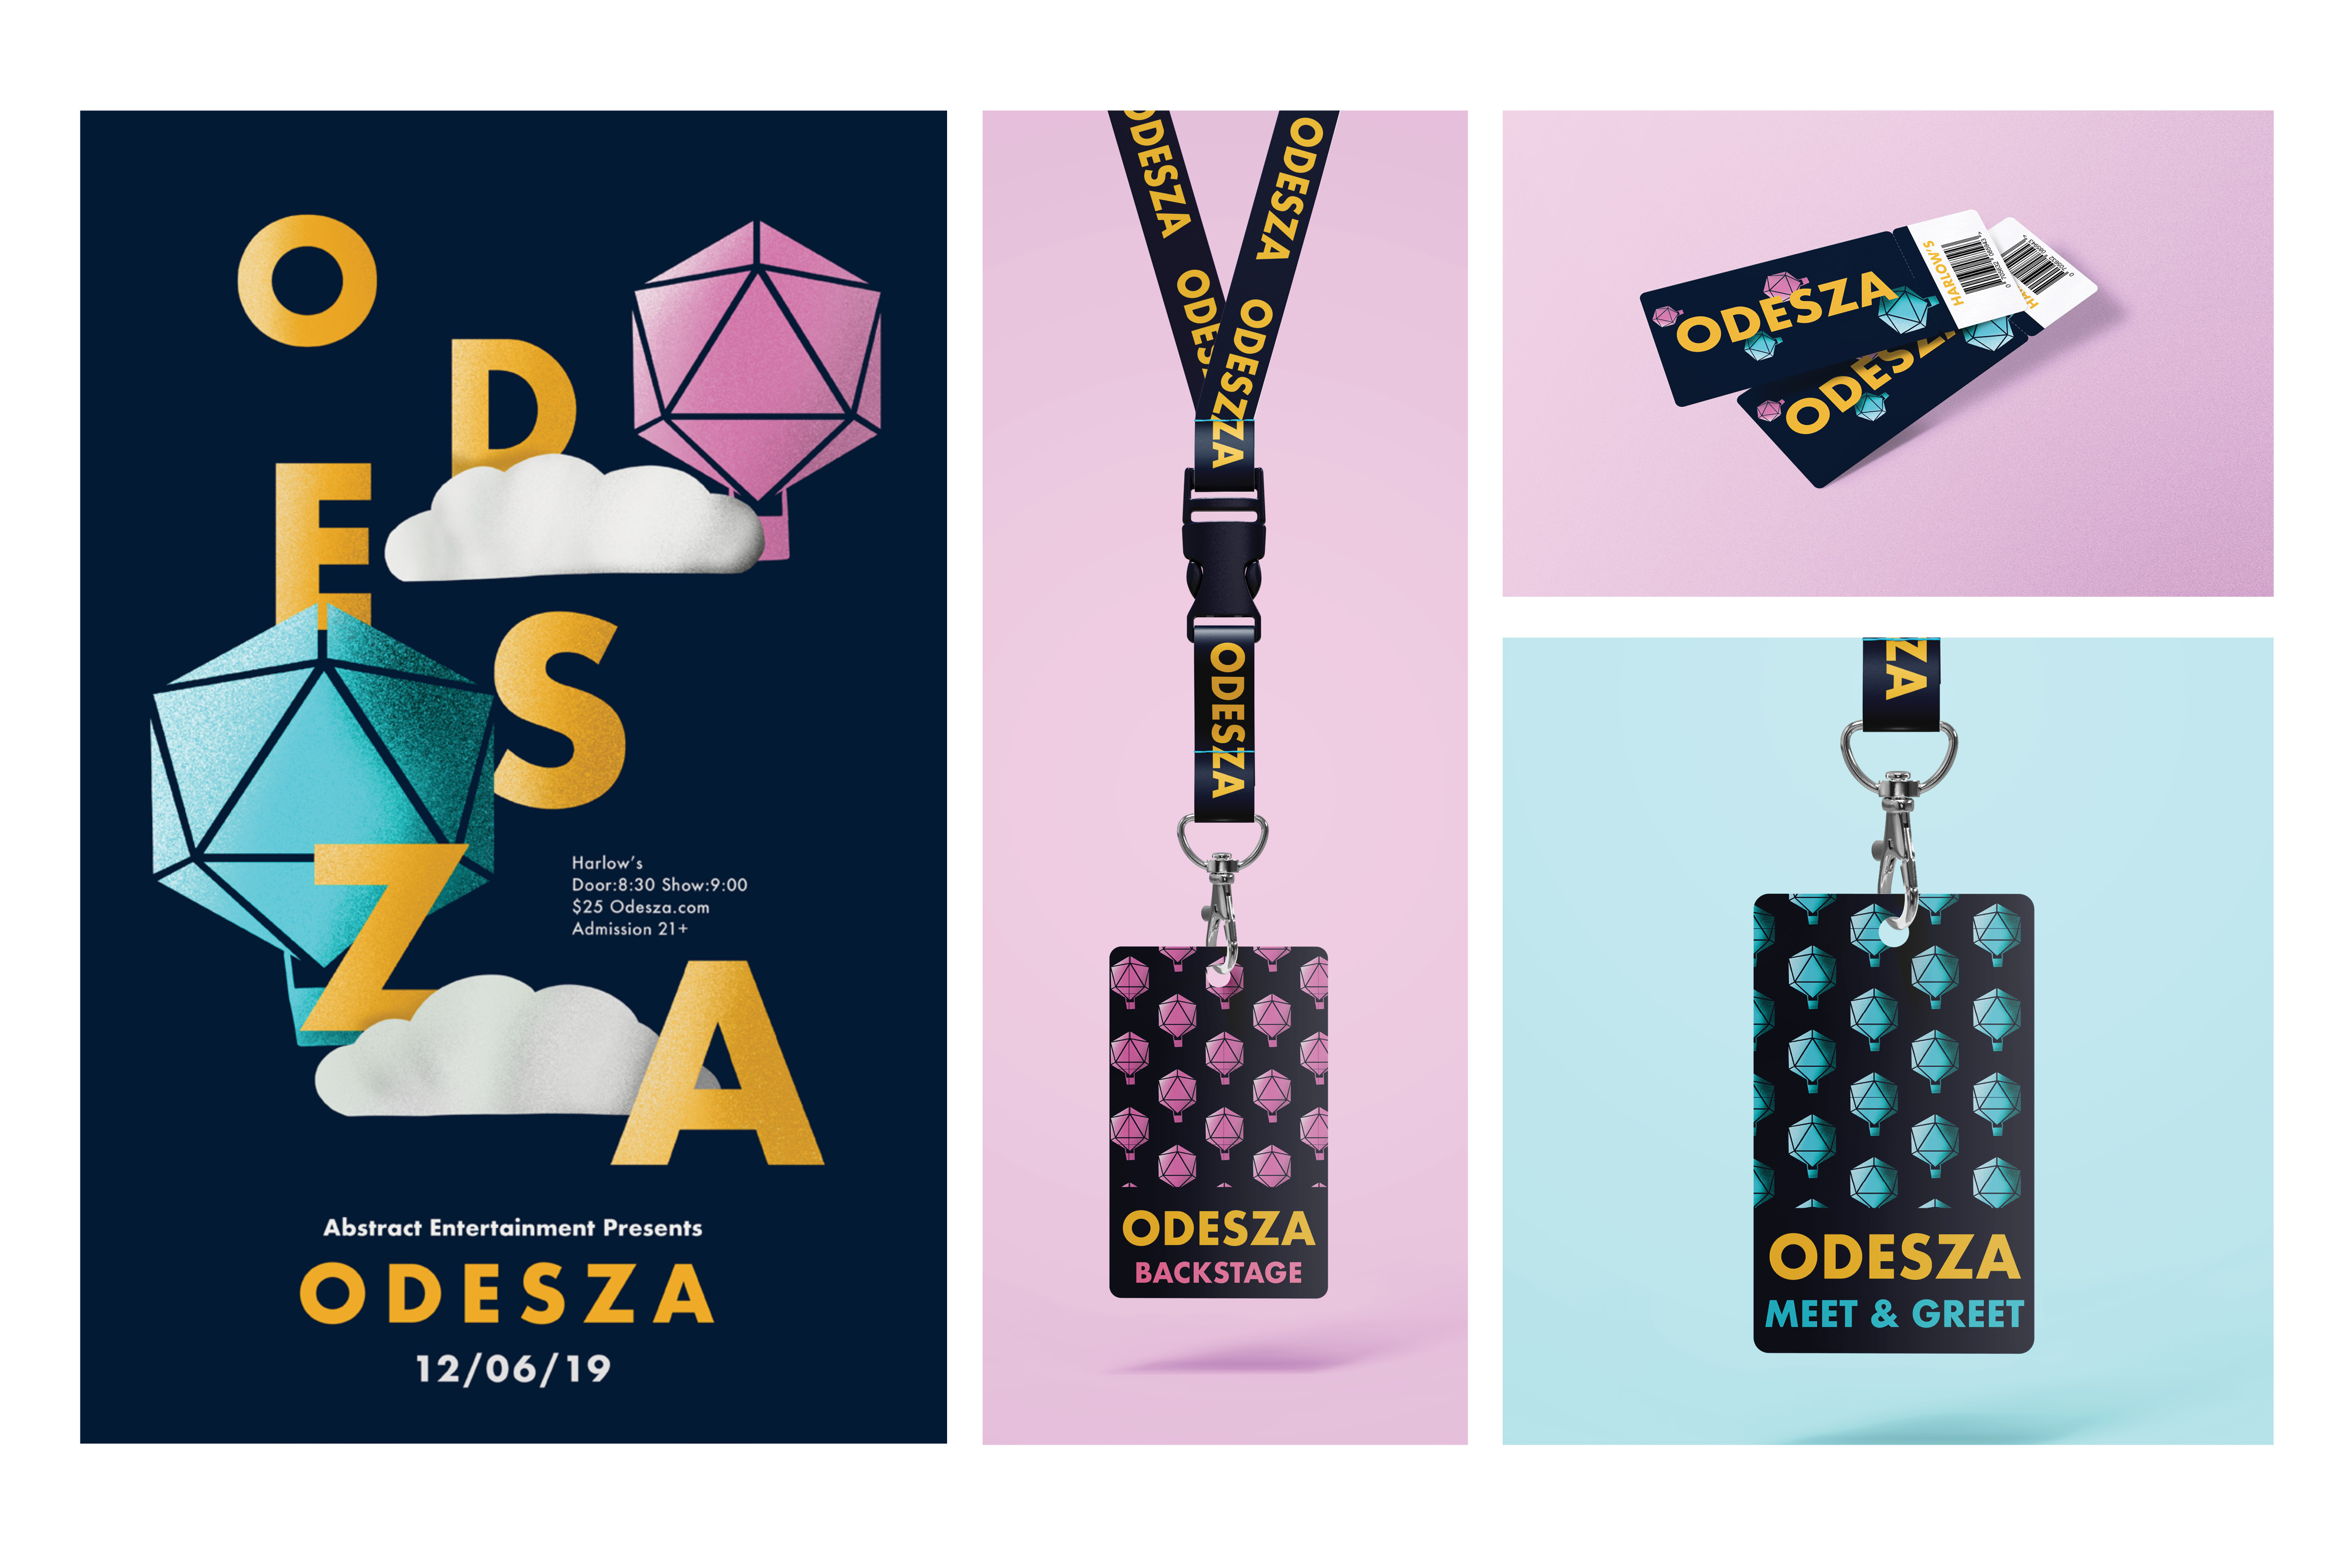 O
D
E
S
Z
A
Harlow's
Door:8:30 Show:9:00
$25 Odesza.com
Admission 21+
Abstract Entertainment Presents
ODESZA
12/06/19
ODESZA
ODESZA
ODESZA
ODESZA
ODESZA
ODESZA
BACKSTAGE
ODESZA
HARLOW'S
ODESZA
ZA
ODESZA
MEET & GREET